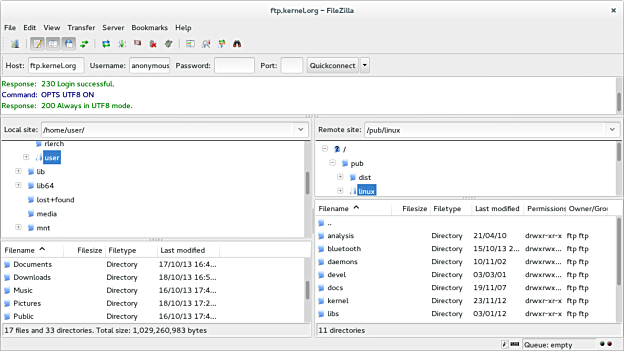 ftp.kernel.org - FileZilla
File Edit View Transfer Server Bookmarks Help
Host: ftp.kernel.org Username: anonymous Password: Port: Quickconnect
Response: 230 Login successful.
Command: OPTS UTF8 ON
Response: 200 Always in UTF8 mode.
Local site: /home/user/
rlerch
user
lib
lib64
lost+found
media
mnt
Filename Filesize Filetype Last modified
Documents Directory 17/10/13 16:4...
Downloads Directory 18/10/13 16:5...
Music Directory 16/10/13 17:4...
Pictures Directory 18/10/13 17:2...
Public Directory 16/10/13 17:4...
17 files and 33 directories. Total size: 1,029,260,983 bytes
Remote site: /pub/linux
/
pub
dist
linux
Filename Filesize Filetype Last modified Permissions Owner/Grou
..
analysis Directory 21/04/10 drwxr-xr-x ftp ftp
bluetooth Directory 15/10/13 2... drwxrwx... ftp ftp
daemons Directory 10/11/02 drwxr-xr-x ftp ftp
devel Directory 03/03/01 drwxr-xr-x ftp ftp
docs Directory 19/11/07 drwxrwx... ftp ftp
kernel Directory 23/11/12 drwxr-xr-x ftp ftp
libs Directory 03/01/12 drwxr-xr-x ftp ftp
11 directories
Queue: empty